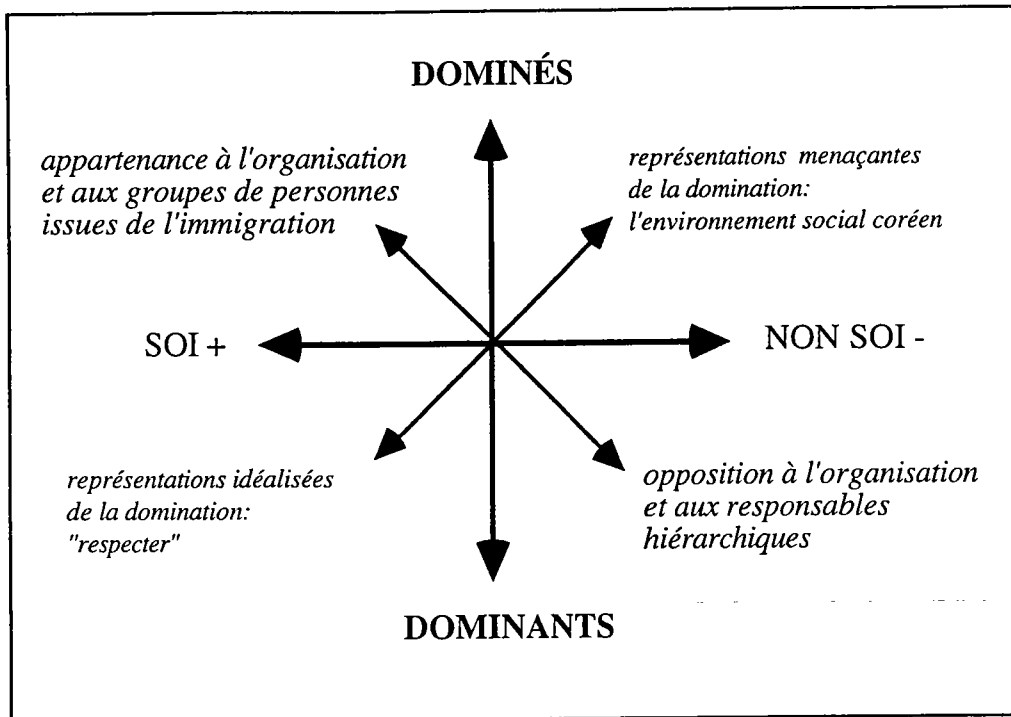 DOMINÉS
appartenance à l'organisation
et aux groupes de personnes
issues de l'immigration
représentations menaçantes
de la domination:
l'environnement social coréen
SOI +
NON SOI -
représentations idéalisées
de la domination:
"respecter"
opposition à l'organisation
et aux responsables
hiérarchiques
DOMINANTS